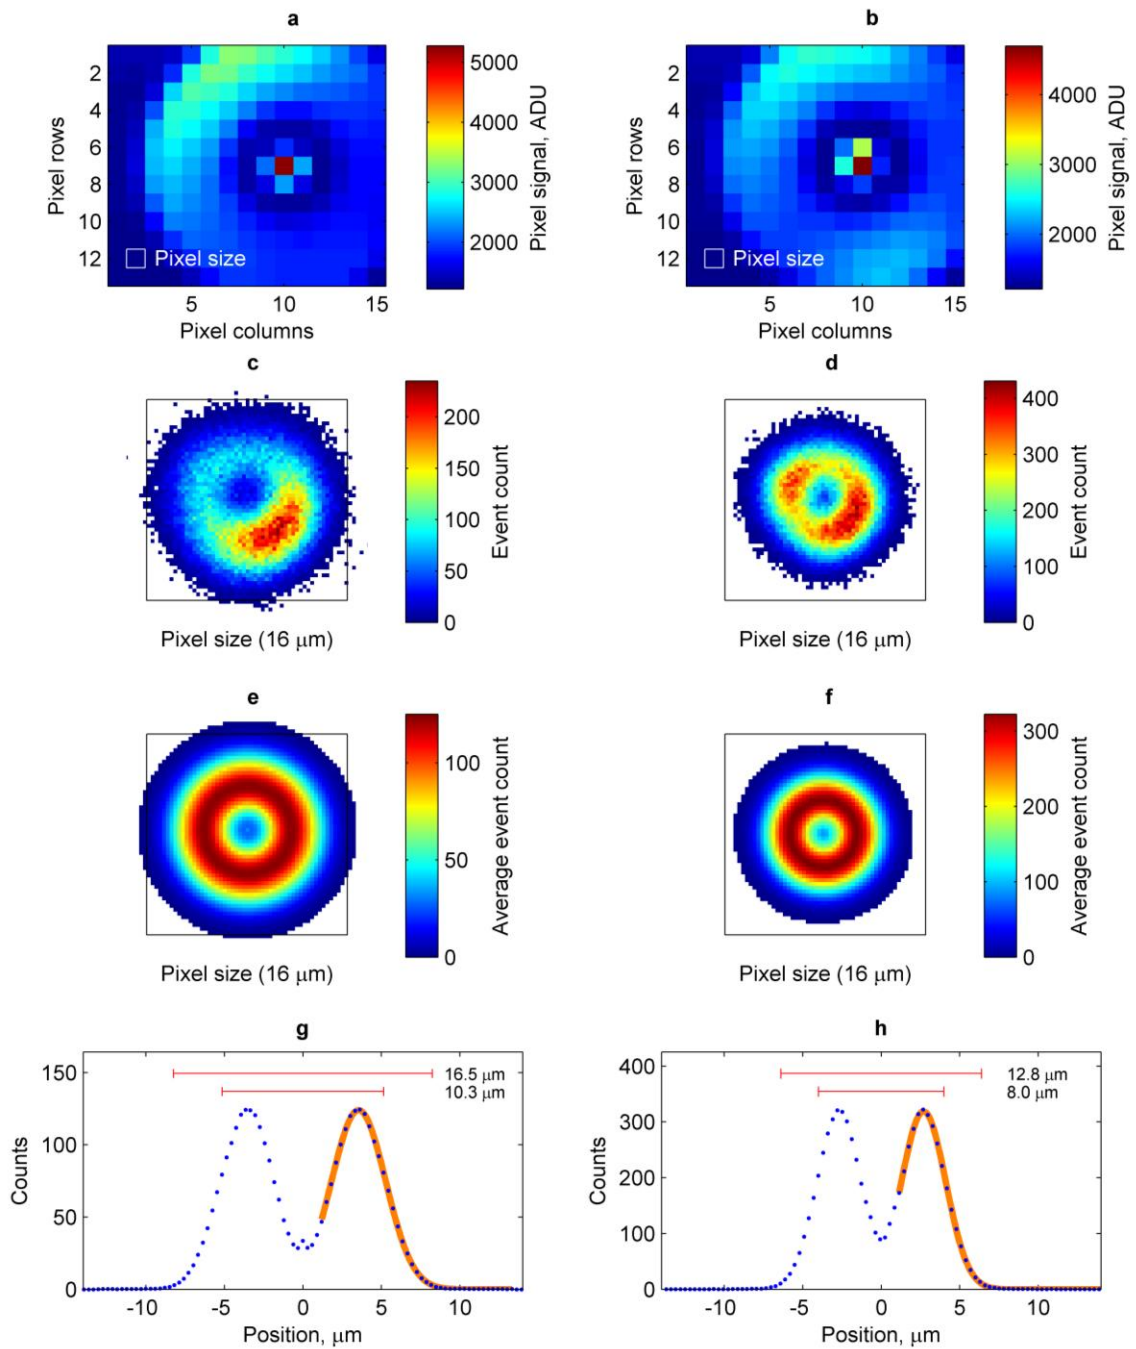 a
b
Pixel rows
2
4
6
8
10
12
Pixel size
5
10
15
Pixel columns
5000
4000
3000
2000
Pixel signal, ADU
Pixel rows
2
4
6
8
10
12
Pixel size
5
10
15
Pixel columns
4000
3000
2000
Pixel signal, ADU
c
d
Pixel size (16 μm)
200
150
100
50
0
Event count
Pixel size (16 μm)
400
300
200
100
0
Event count
e
f
Pixel size (16 μm)
100
50
0
Average event count
Pixel size (16 μm)
300
200
100
0
Average event count
g
h
Counts
150
100
50
0
16.5 μm
10.3 μm
-10
-5
0
5
10
Position, μm
Counts
400
300
200
100
0
12.8 μm
8.0 μm
-10
-5
0
5
10
Position, μm